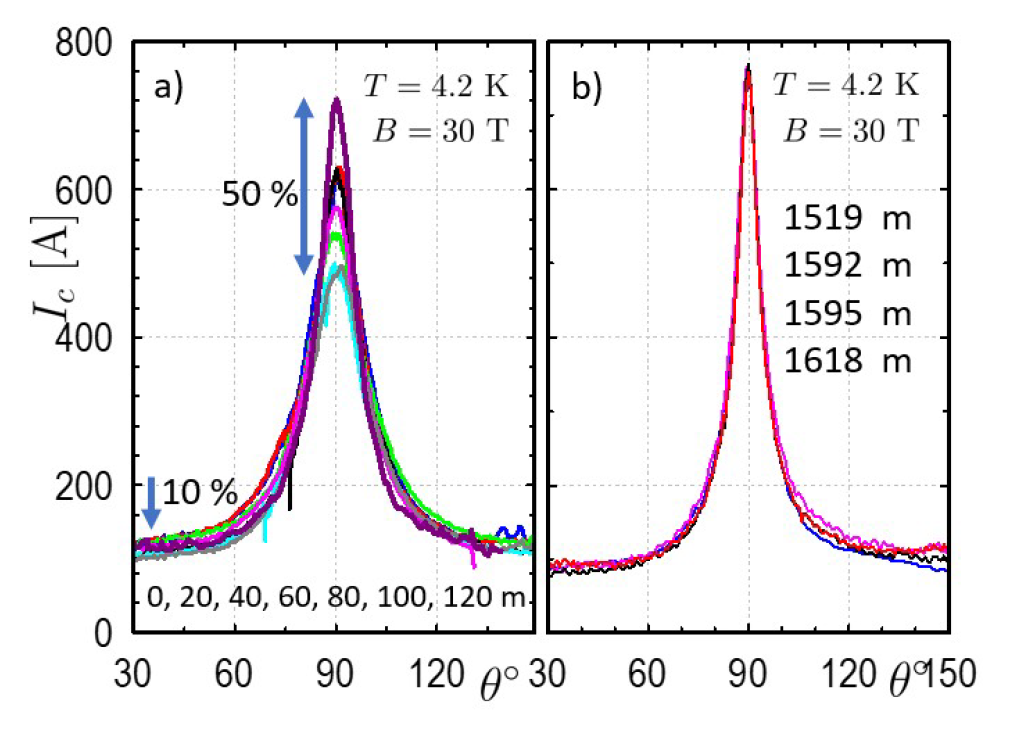 800
600
400
200
0
I_c [A]
a)
T = 4.2 K
B = 30 T
50 %
10 %
0, 20, 40, 60, 80, 100, 120 m
30 60 90 120 θ°
b)
T = 4.2 K
B = 30 T
1519 m
1592 m
1595 m
1618 m
30 60 90 120 θ° 150